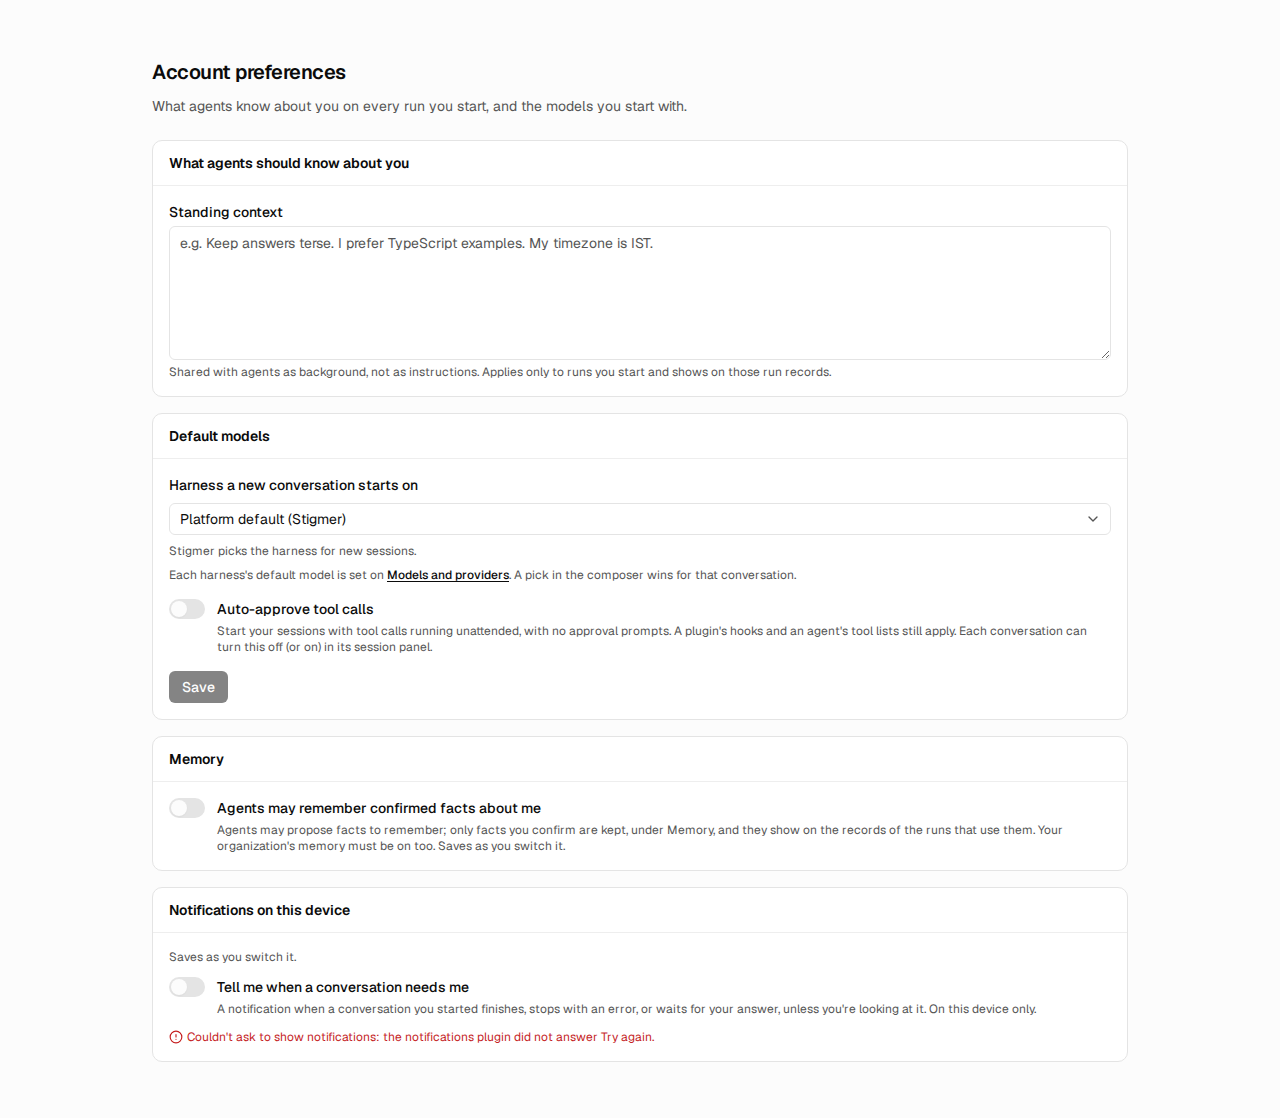 Account preferences
What agents know about you on every run you start, and the models you start with.
What agents should know about you
Standing context
e.g. Keep answers terse. I prefer TypeScript examples. My timezone is IST.
Shared with agents as background, not as instructions. Applies only to runs you start and shows on those run records.
Default models
Harness a new conversation starts on
Platform default (Stigmer)
Stigmer picks the harness for new sessions.
Each harness's default model is set on Models and providers. A pick in the composer wins for that conversation.
Auto-approve tool calls
Start your sessions with tool calls running unattended, with no approval prompts. A plugin's hooks and an agent's tool lists still apply. Each conversation can
turn this off (or on) in its session panel.
Save
Memory
Agents may remember confirmed facts about me
Agents may propose facts to remember; only facts you confirm are kept, under Memory, and they show on the records of the runs that use them. Your
organization's memory must be on too. Saves as you switch it.
Notifications on this device
Saves as you switch it.
Tell me when a conversation needs me
A notification when a conversation you started finishes, stops with an error, or waits for your answer, unless you're looking at it. On this device only.
Couldn't ask to show notifications: the notifications plugin did not answer Try again.